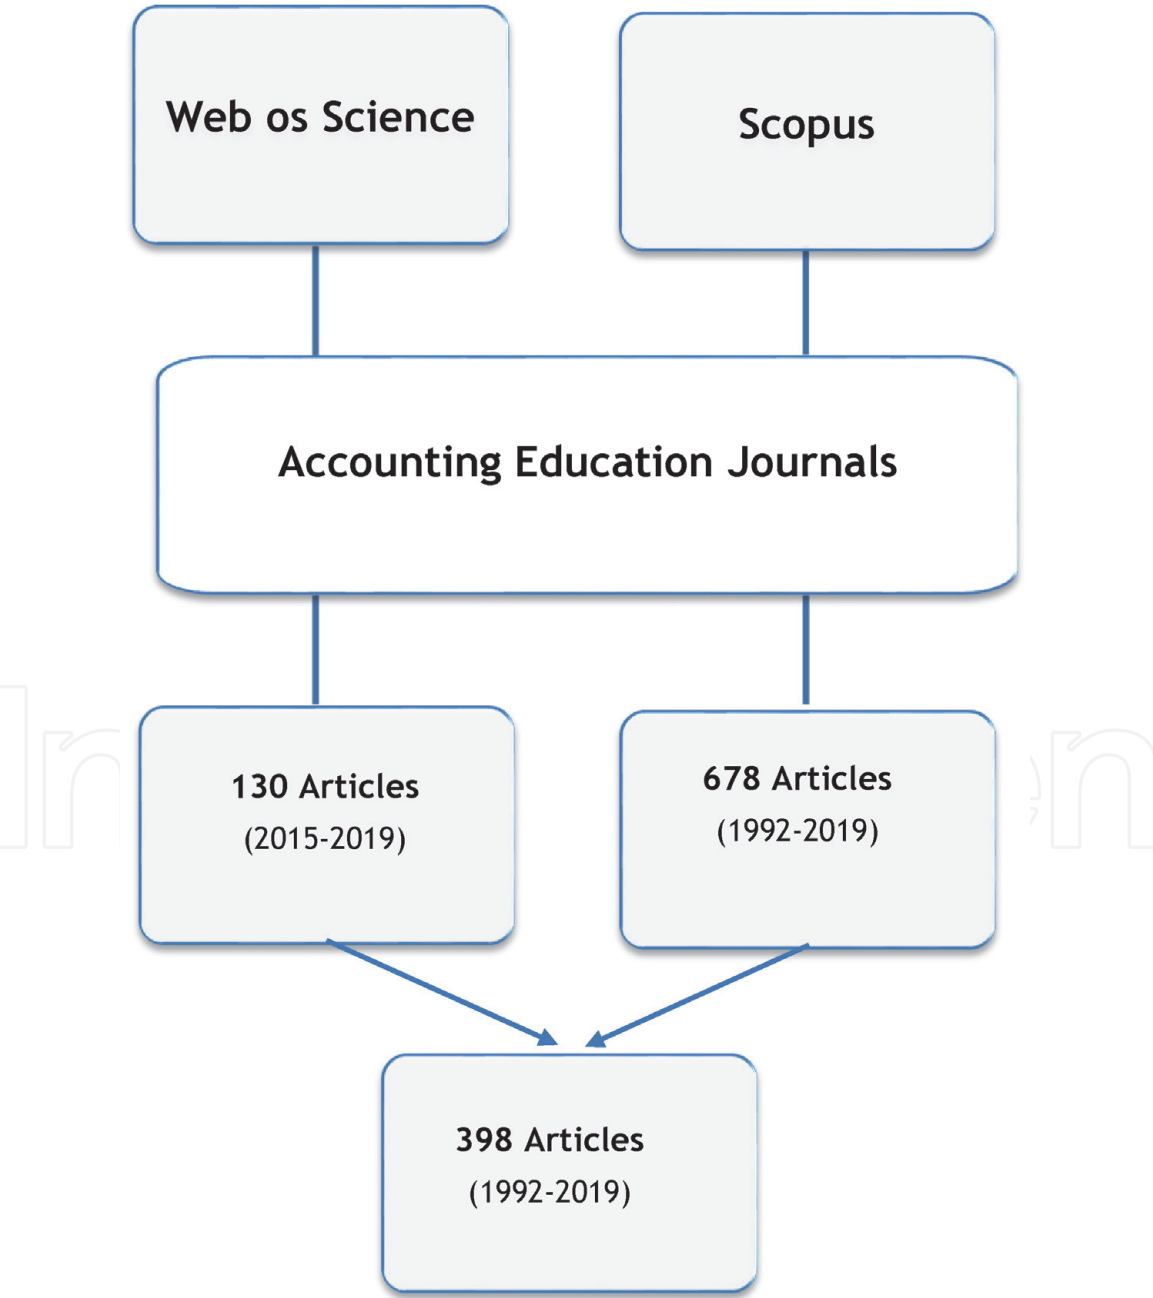 Web os Science
Scopus
Accounting Education Journals
130 Articles
(2015-2019)
678 Articles
(1992-2019)
398 Articles
(1992-2019)